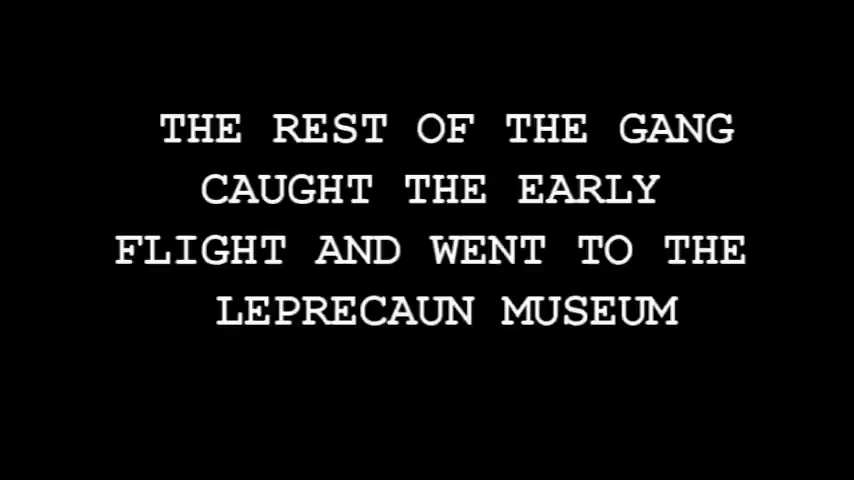 THE REST OF THE GANG
CAUGHT THE EARLY
FLIGHT AND WENT TO THE
LEPRECAUN MUSEUM